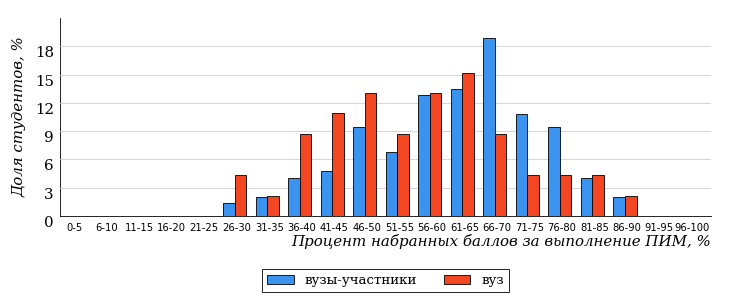 Доля студентов, %
18
15
12
9
6
3
0
0-5 6-10 11-15 16-20 21-25 26-30 31-35 36-40 41-45 46-50 51-55 56-60 61-65 66-70 71-75 76-80 81-85 86-90 91-95 96-100
Процент набранных баллов за выполнение ПИМ, %
вузы-участники вуз